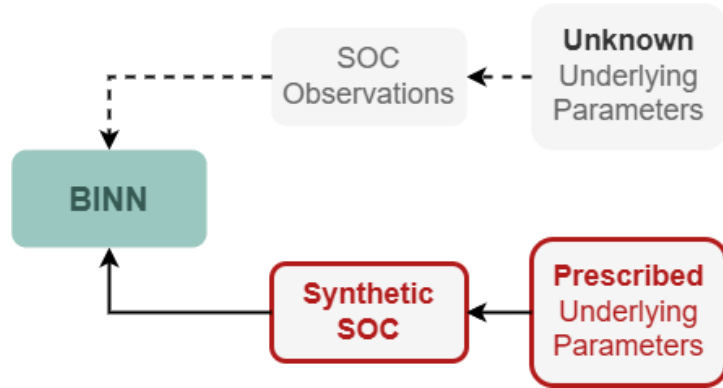 SOC
Observations
Unknown
Underlying
Parameters
BINN
Synthetic
SOC
Prescribed
Underlying
Parameters